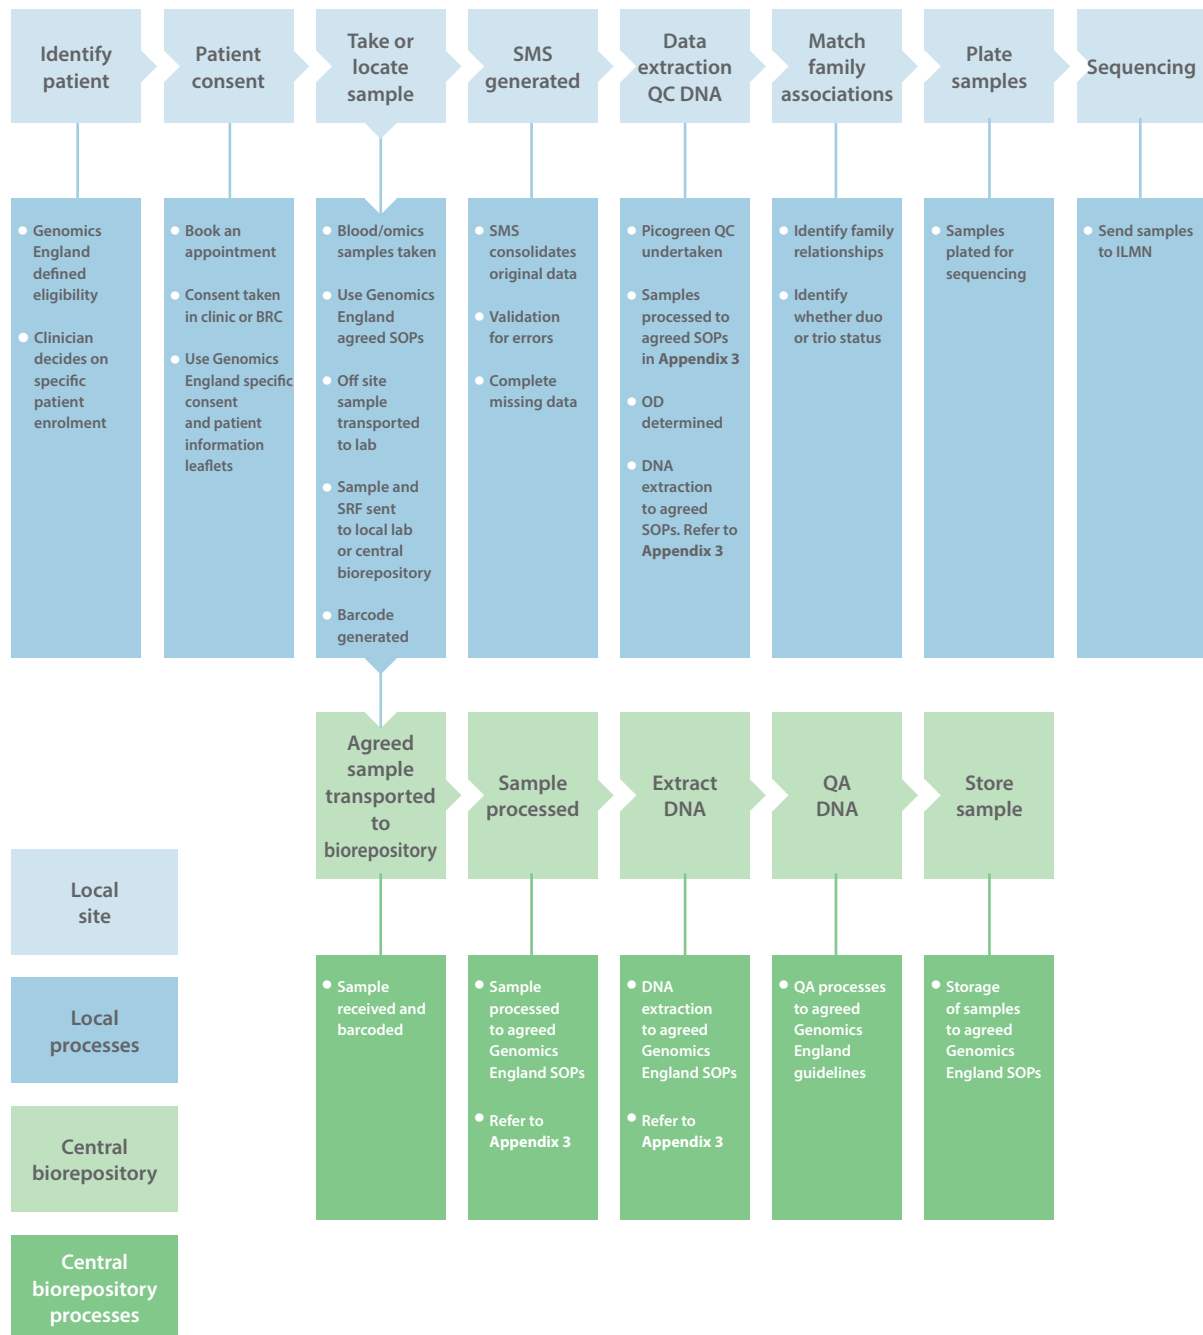 Identify
patient
Patient
consent
Take or
locate
sample
SMS
generated
Data
extraction
QC DNA
Match
family
associations
Plate
samples
Sequencing
Genomics
England
defined
eligibility
Clinician
decides on
specific
patient
enrolment
Book an
appointment
Consent taken
in clinic or BRC
Use Genomics
England specific
consent
and patient
information
leaflets
Blood/omics
samples taken
Use Genomics
England
agreed SOPs
Off site
sample
transported
to lab
Sample and
SRF sent
to local lab
or central
biorepository
Barcode
generated
SMS
consolidates
original data
Validation
for errors
Complete
missing data
Picogreen QC
undertaken
Samples
processed to
agreed SOPs
in Appendix 3
OD
determined
DNA
extraction
to agreed
SOPs. Refer to
Appendix 3
Identify family
relationships
Identify
whether duo
or trio status
Samples
plated for
sequencing
Send samples
to ILMN
Agreed
sample
transported
to
biorepository
Sample
processed
Extract
DNA
QA
DNA
Store
sample
Sample
received and
barcoded
Sample
processed
to agreed
Genomics
England SOPs
Refer to
Appendix 3
DNA
extraction
to agreed
Genomics
England SOPs
Refer to
Appendix 3
QA processes
to agreed
Genomics
England
guidelines
Storage
of samples
to agreed
Genomics
England SOPs
Local
site
Local
processes
Central
biorepository
Central
biorepository
processes